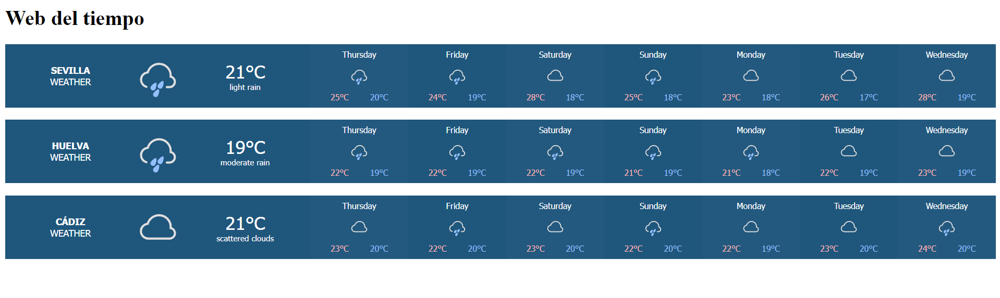 Web del tiempo
SEVILLA
WEATHER
21°C
light rain
Thursday Friday Saturday Sunday Monday Tuesday Wednesday
25°C 20°C 24°C 19°C 28°C 18°C 25°C 18°C 23°C 18°C 26°C 17°C 28°C 19°C
HUELVA
WEATHER
19°C
moderate rain
Thursday Friday Saturday Sunday Monday Tuesday Wednesday
22°C 19°C 22°C 19°C 22°C 19°C 21°C 19°C 21°C 18°C 22°C 19°C 23°C 19°C
CÁDIZ
WEATHER
21°C
scattered clouds
Thursday Friday Saturday Sunday Monday Tuesday Wednesday
23°C 20°C 22°C 20°C 23°C 20°C 22°C 20°C 22°C 19°C 23°C 20°C 24°C 20°C